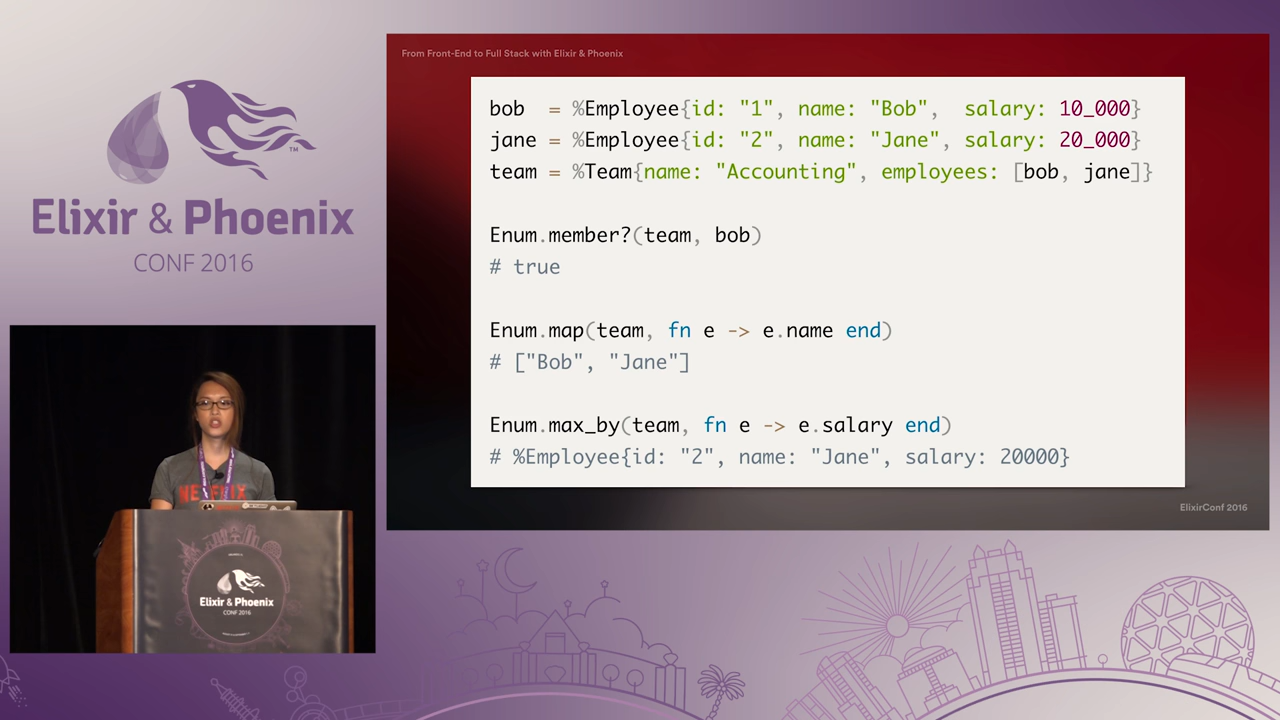 Elixir & Phoenix
CONF 2016
From Front-End to Full Stack with Elixir & Phoenix
bob  = %Employee{id: "1", name: "Bob",  salary: 10_000}
jane = %Employee{id: "2", name: "Jane", salary: 20_000}
team = %Team{name: "Accounting", employees: [bob, jane]}
Enum.member?(team, bob)
# true
Enum.map(team, fn e -> e.name end)
# ["Bob", "Jane"]
Enum.max_by(team, fn e -> e.salary end)
# %Employee{id: "2", name: "Jane", salary: 20000}
ElixirConf 2016
NETFLIX
Elixir & Phoenix
CONF 2016